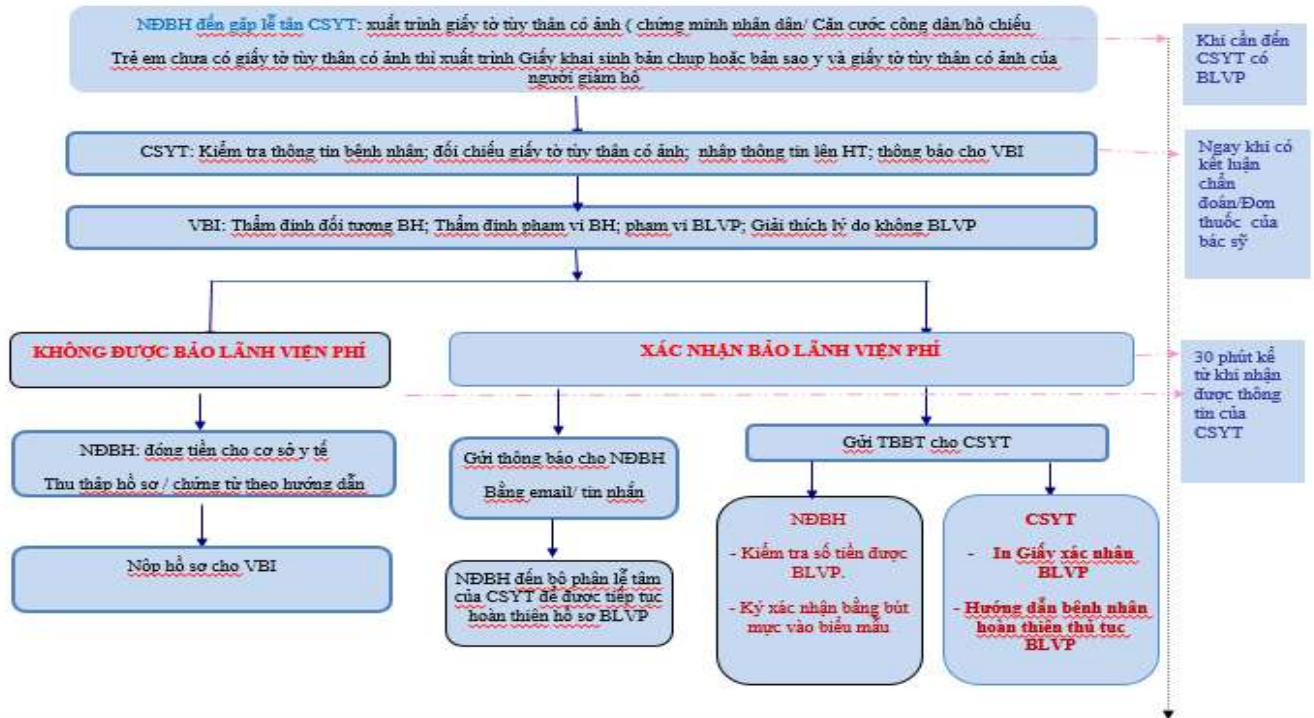 NĐBH đến gặp lễ tân CSYT: xuất trình giấy tờ tùy thân có ảnh ( chứng minh nhân dân/ Căn cước công dân/hộ chiếu
Trẻ em chưa có giấy tờ tùy thân có ảnh thì xuất trình Giấy khai sinh bản chụp hoặc bản sao y và giấy tờ tùy thân có ảnh của
người giám hộ
Khi cần đến
CSYT có
BLVP
CSYT: Kiểm tra thông tin bệnh nhân; đối chiếu giấy tờ tùy thân có ảnh; nhập thông tin lên HT; thông báo cho VBI
Ngay khi có
kết luận
chẩn
đoán/Đơn
thuốc của
bác sỹ
VBI: Thẩm định đối tượng BH; Thẩm định phạm vi BH; phạm vi BLVP; Giải thích lý do không BLVP
KHÔNG ĐƯỢC BẢO LÃNH VIỆN PHÍ
XÁC NHẬN BẢO LÃNH VIỆN PHÍ
30 phút kể
từ khi nhận
được thông
tin của
CSYT
NĐBH: đóng tiền cho cơ sở y tế
Thu thập hồ sơ / chứng từ theo hướng dẫn
Nộp hồ sơ cho VBI
Gửi thông báo cho NĐBH
Bằng email/ tin nhắn
NĐBH đến bộ phận lễ tâm
của CSYT để được tiếp tục
hoàn thiện hồ sơ BLVP
Gửi TBBT cho CSYT
NĐBH
- Kiểm tra số tiền được
BLVP.
- Ký xác nhận bằng bút
mực vào biểu mẫu
CSYT
- In Giấy xác nhận
BLVP
- Hướng dẫn bệnh nhân
hoàn thiện thủ tục
BLVP